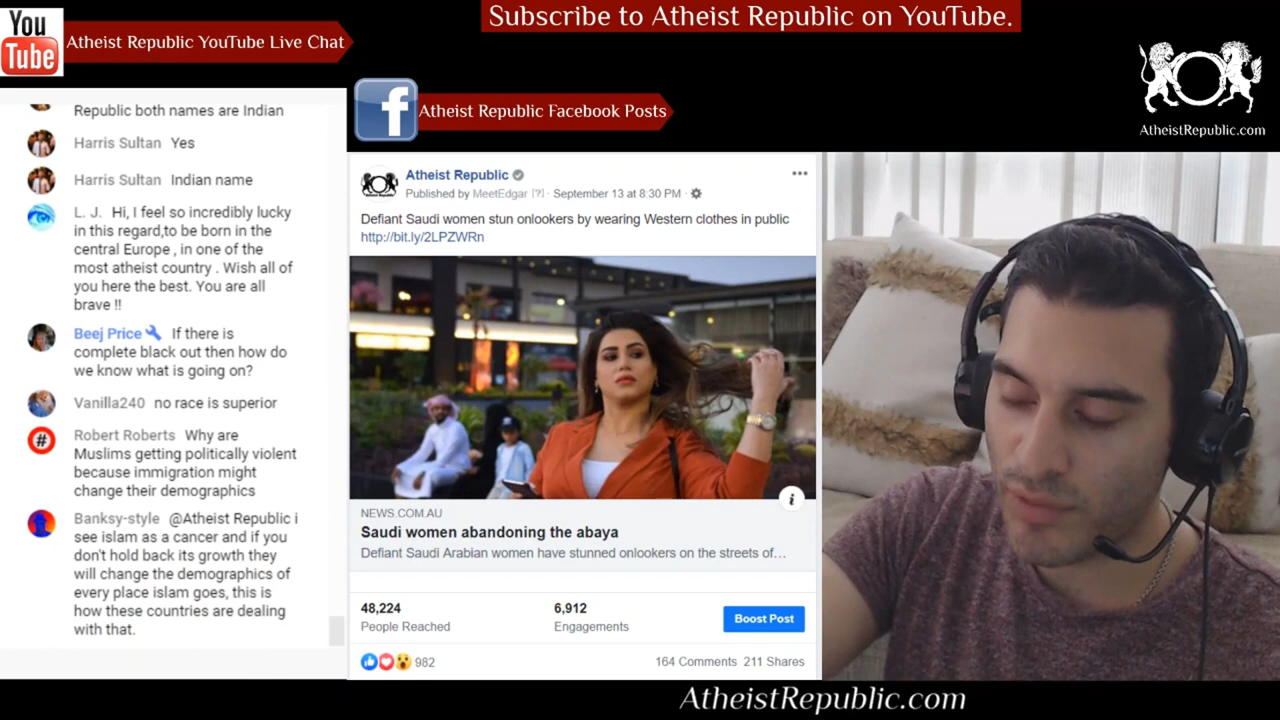 Subscribe to Atheist Republic on YouTube.
You
Tube
Atheist Republic YouTube Live Chat
AtheistRepublic.com
Atheist Republic Facebook Posts
Republic both names are Indian
Harris Sultan Yes
Harris Sultan Indian name
L. J. Hi, I feel so incredibly lucky
in this regard,to be born in the
central Europe , in one of the
most atheist country . Wish all of
you here the best. You are all
brave !!
Beej Price If there is
complete black out then how do
we know what is going on?
Vanilla240 no race is superior
Robert Roberts Why are
Muslims getting politically violent
because immigration might
change their demographics
Banksy-style @Atheist Republic i
see islam as a cancer and if you
don't hold back its growth they
will change the demographics of
every place islam goes, this is
how these countries are dealing
with that.
Atheist Republic
Published by MeetEdgar [?] · September 13 at 8:30 PM ·
Defiant Saudi women stun onlookers by wearing Western clothes in public
http://bit.ly/2LPZWRn
NEWS.COM.AU
Saudi women abandoning the abaya
Defiant Saudi Arabian women have stunned onlookers on the streets of…
48,224
People Reached
6,912
Engagements
Boost Post
982
164 Comments 211 Shares
AtheistRepublic.com